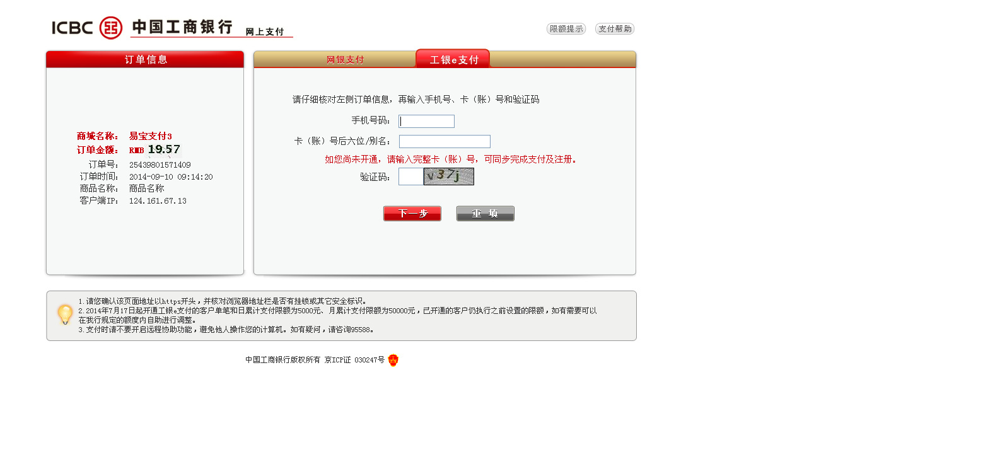 ICBC 中国工商银行 网上支付
限额提示 支付帮助
订单信息
商城名称： 易宝支付3
订单金额： RMB 19.57
订单号： 25439801571409
订单时间： 2014-09-10 09:14:20
商品名称： 商品名称
客户端IP： 124.161.67.13
网银支付 工银e支付
请仔细核对左侧订单信息，再输入手机号、卡（账）号和验证码
手机号码：
卡（账）号后六位/别名：
如您尚未开通，请输入完整卡（账）号，可同步完成支付及注册。
验证码： v37j
下一步 重 填
1.请您确认该页面地址以https开头，并核对浏览器地址栏是否有挂锁或其它安全标识。
2.2014年7月17日起开通工银e支付的客户单笔和日累计支付限额为5000元、月累计支付限额为50000元，已开通的客户仍执行之前设置的限额，如有需要可以
在我行规定的额度内自助进行调整。
3.支付时请不要开启远程协助功能，避免他人操作您的计算机。如有疑问，请咨询95588。
中国工商银行版权所有 京ICP证 030247号